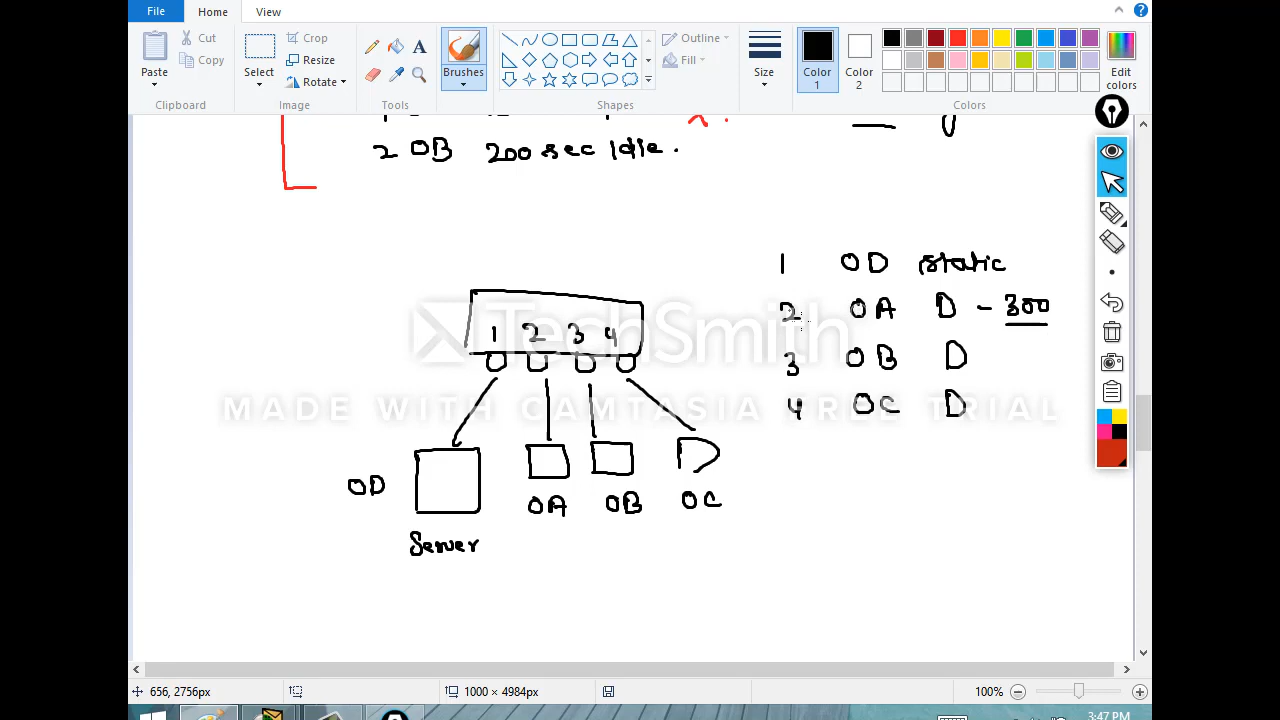 File Home View
Paste Cut Copy Clipboard
Select Crop Resize Rotate Image
Tools
Brushes
Shapes
Outline
Fill
Size
Color 1
Color 2
Colors
Edit colors
2 OB 200 sec Idle.
1 OD static
2 OA D - 300
3 OB D
4 OC D
1 2 3 4
TechSmith
MADE WITH CAMTASIA FREE TRIAL
OD
OA OB OC
Server
656, 2756px
1000 × 4984px
100%
3:47 PM